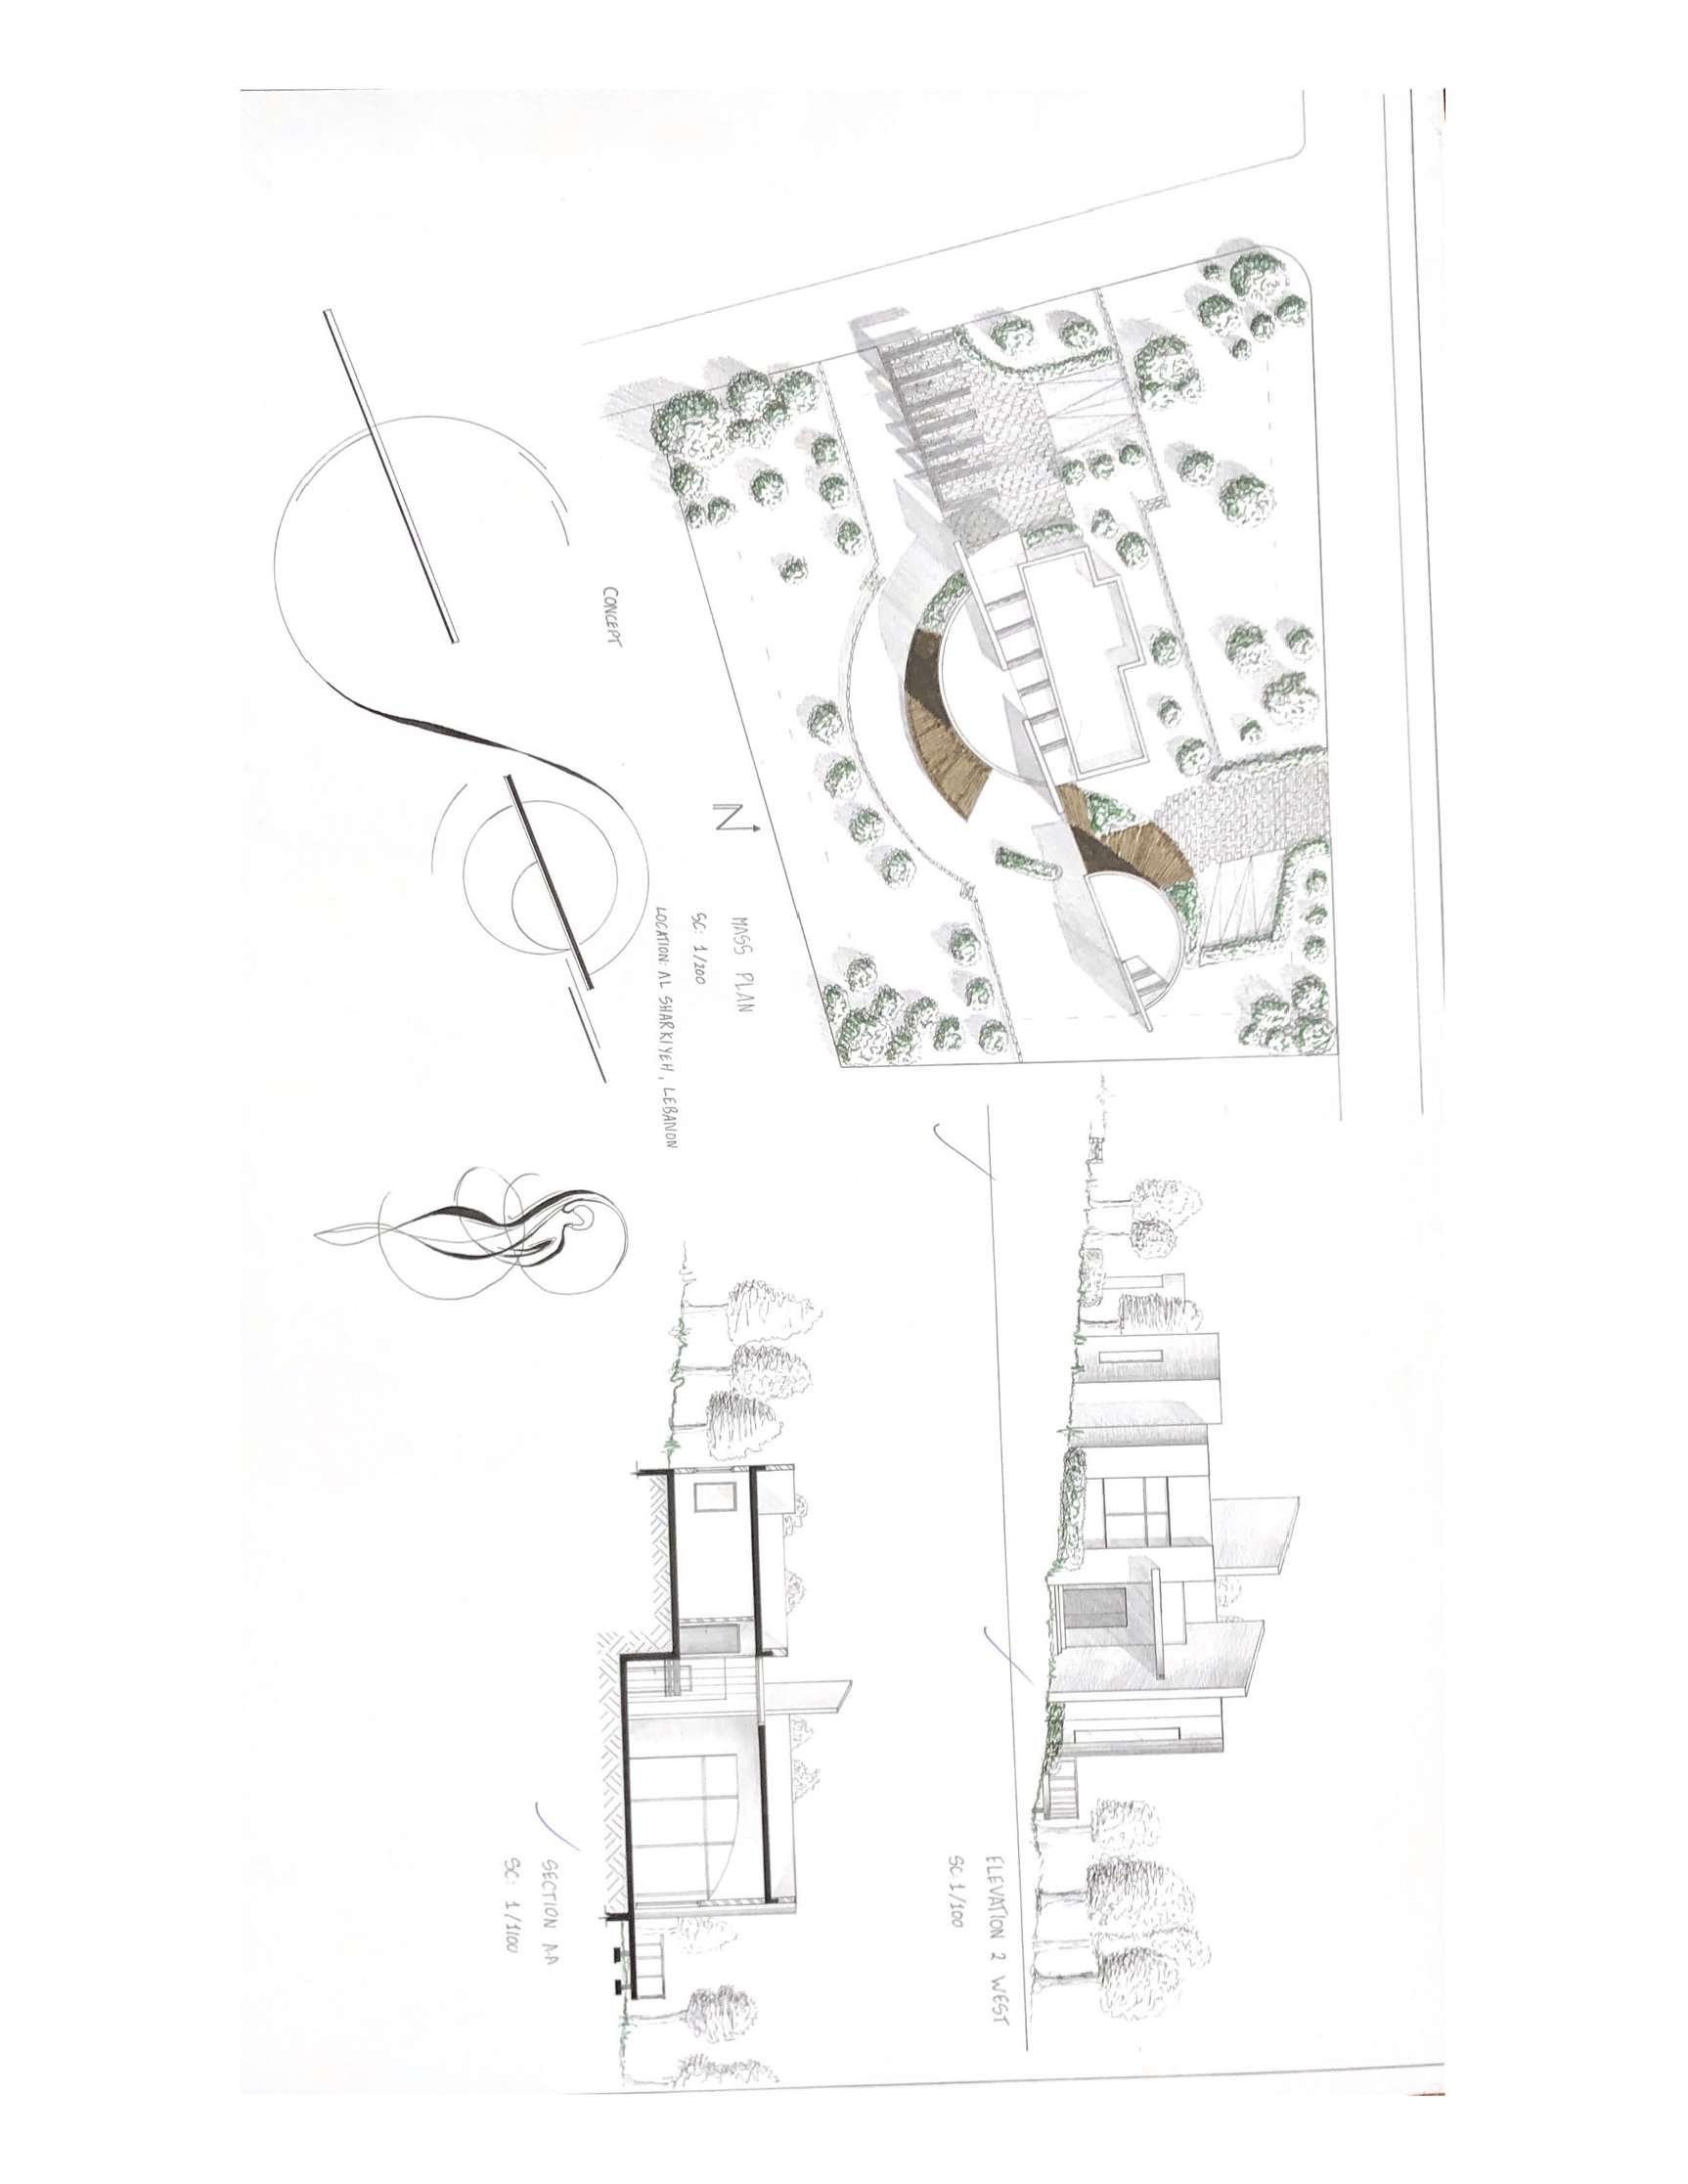 CONCEPT
N
MASS PLAN
SC: 1/200
LOCATION: AL SHARKIYEH, LEBANON
ELEVATION 2 WEST
SC 1/100
SECTION AA
SC: 1/100